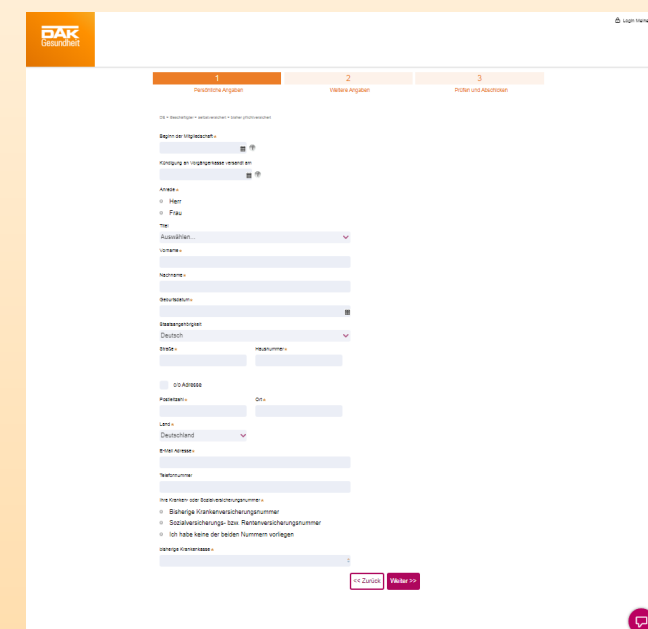 DAK
Gesundheit
Login Meine
1
2
3
Persönliche Angaben
Weitere Angaben
Prüfen und Abschicken
Beginn der Mitgliedschaft *
Kündigung an Vorgängerkasse versandt am
Anrede *
Herr
Frau
Titel
Auswählen...
Vorname *
Nachname *
Geburtsdatum *
Staatsangehörigkeit
Deutsch
Straße *
Hausnummer *
c/o Adresse
Postleitzahl *
Ort *
Land *
Deutschland
E-Mail Adresse *
Telefonnummer
Ihre Kranken- oder Sozialversicherungsnummer *
Bisherige Krankenversicherungsnummer
Sozialversicherungs- bzw. Rentenversicherungsnummer
Ich habe keine der beiden Nummern vorliegen
bisherige Krankenkasse *
<< Zurück
Weiter >>